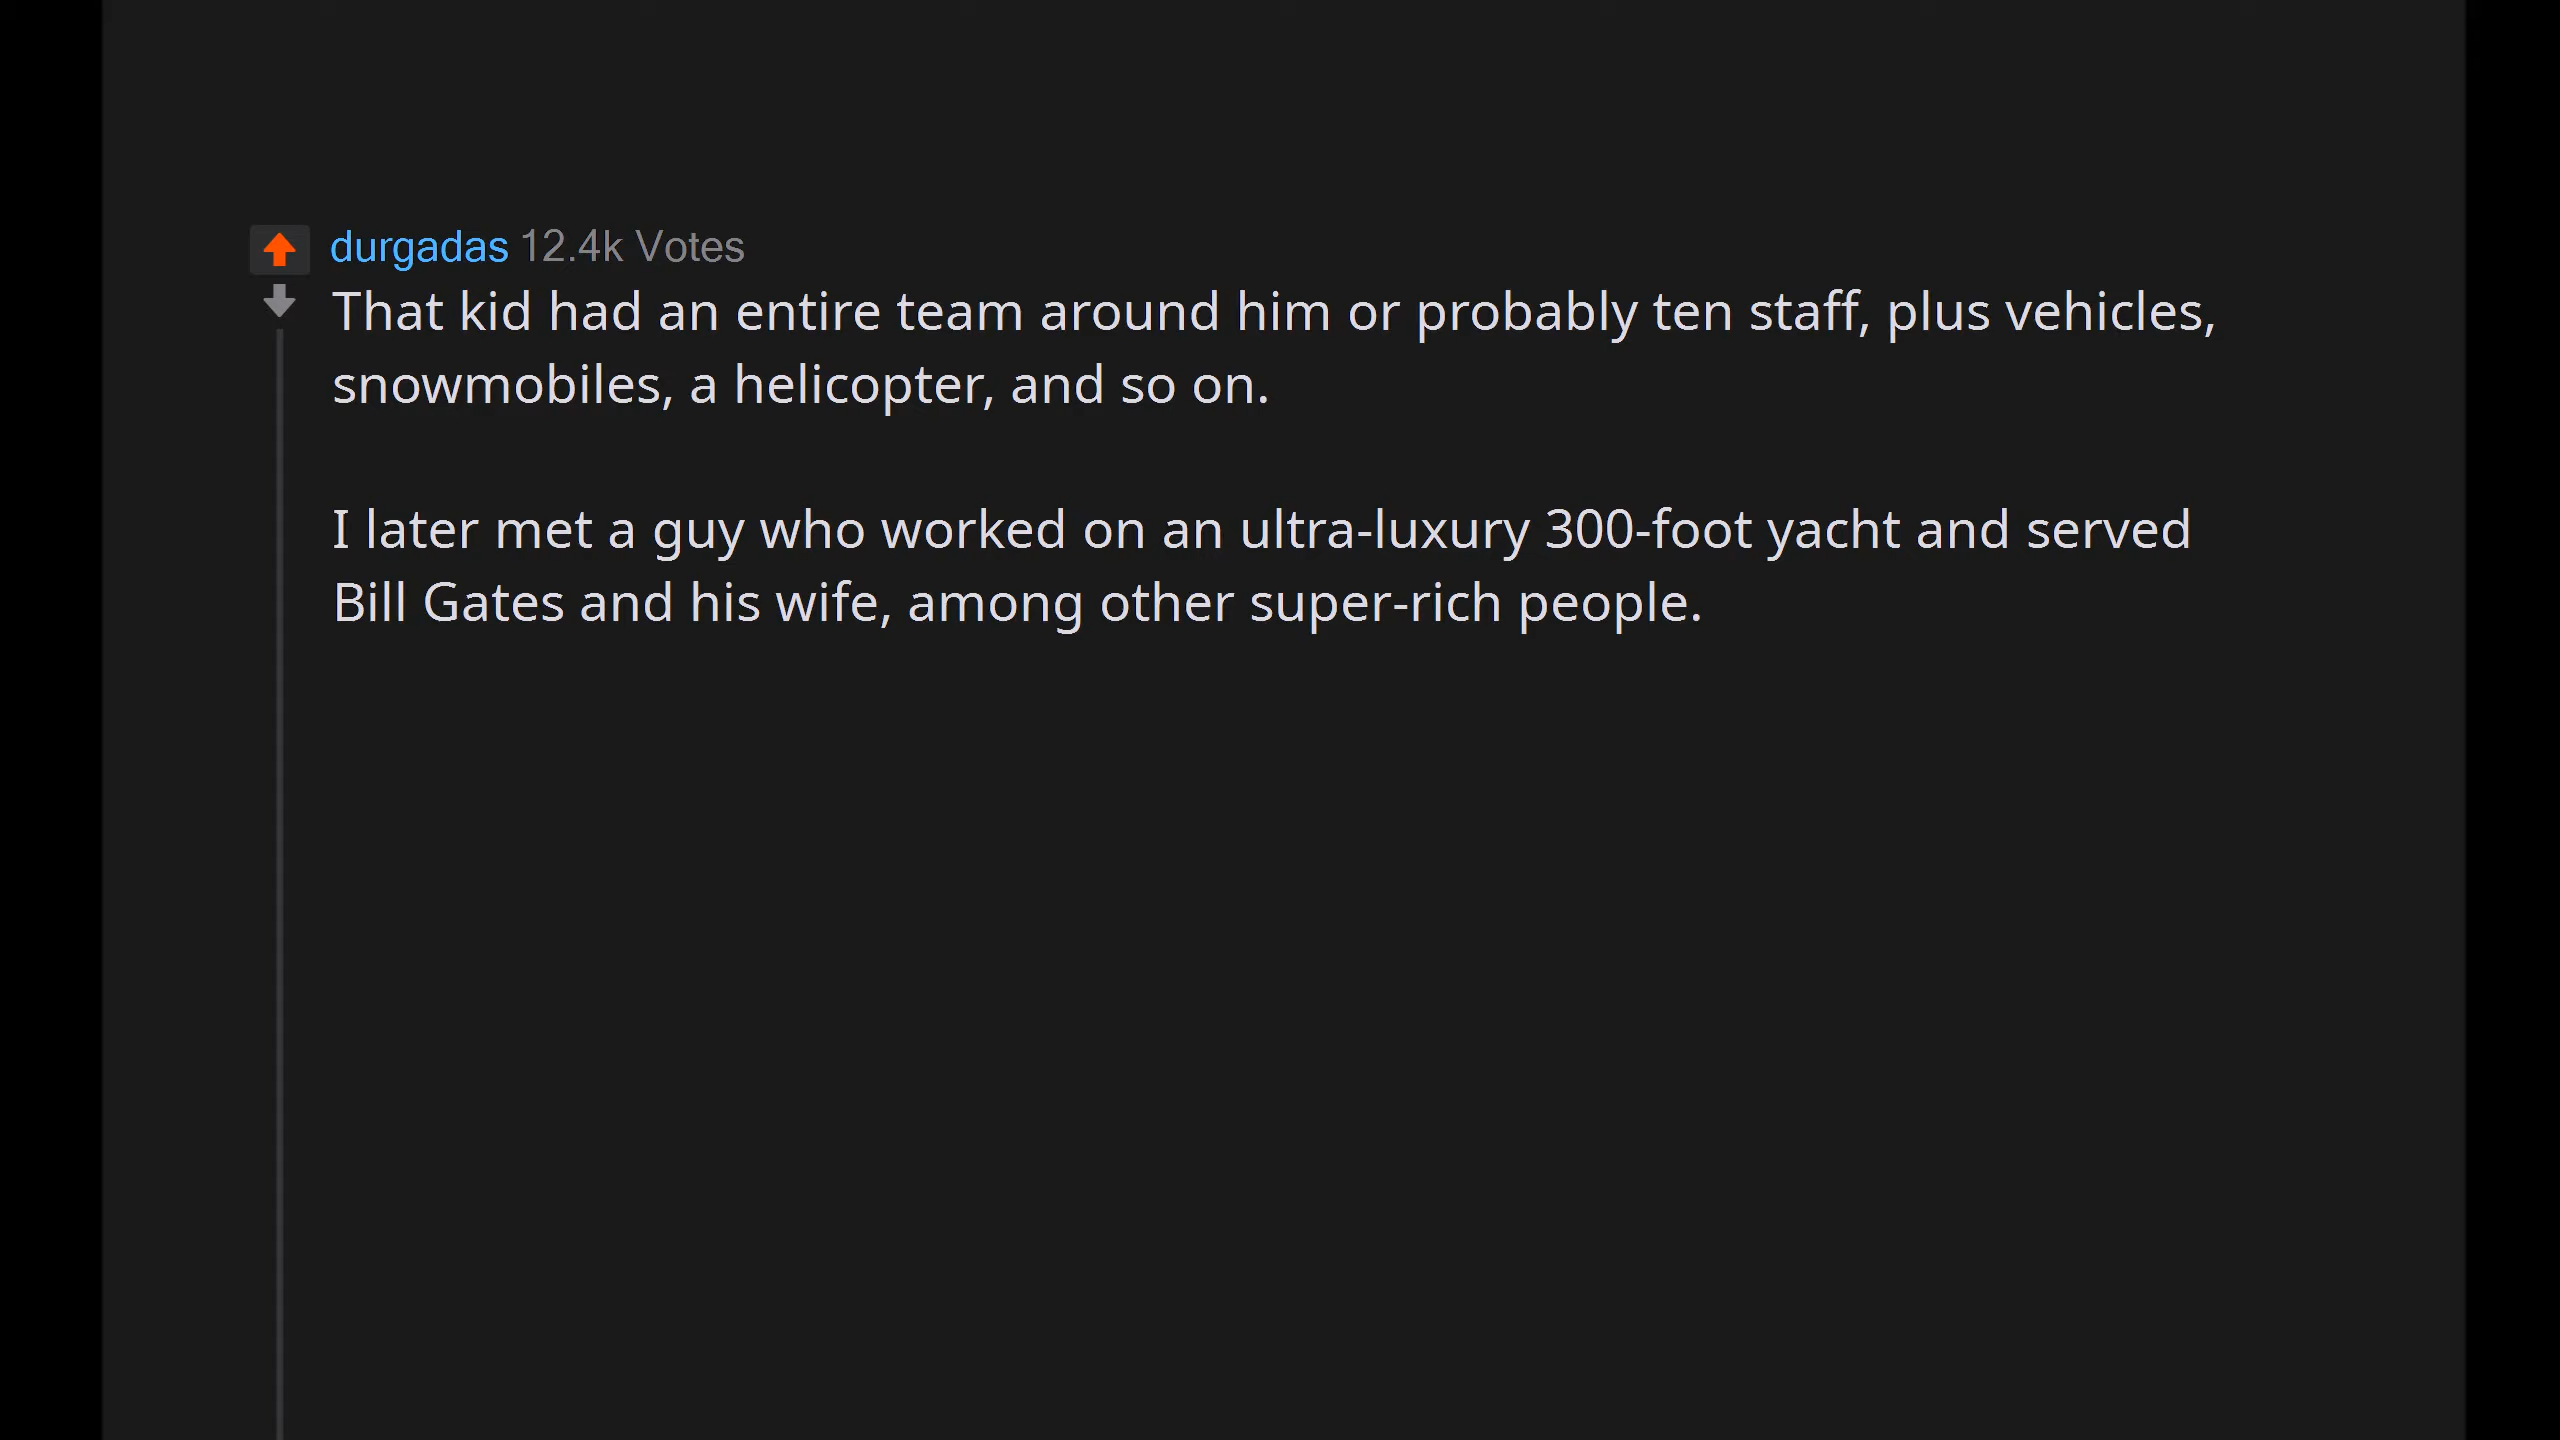 durgadas 12.4k Votes
That kid had an entire team around him or probably ten staff, plus vehicles,
snowmobiles, a helicopter, and so on.
I later met a guy who worked on an ultra-luxury 300-foot yacht and served
Bill Gates and his wife, among other super-rich people.